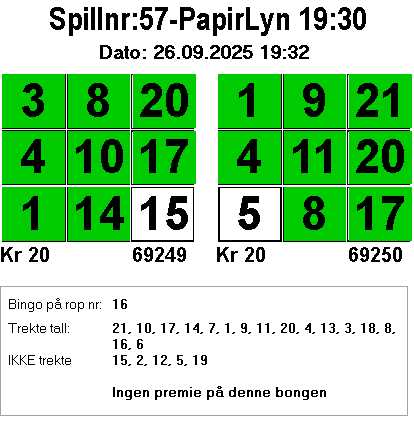 Spillnr:57-PapirLyn 19:30
Dato: 26.09.2025 19:32
3 8 20 1 9 21
4 10 17 4 11 20
1 14 15 5 8 17
Kr 20 69249 Kr 20 69250
Bingo på rop nr: 16
Trekte tall: 21, 10, 17, 14, 7, 1, 9, 11, 20, 4, 13, 3, 18, 8,
16, 6
IKKE trekte 15, 2, 12, 5, 19
Ingen premie på denne bongen